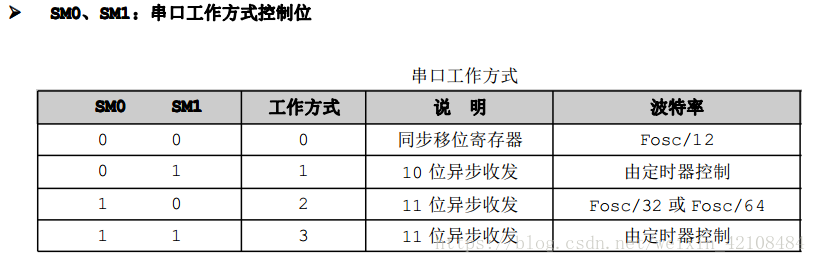 ➢ SM0、SM1：串口工作方式控制位
串口工作方式
SM0 SM1 工作方式 说 明 波特率
0 0 0 同步移位寄存器 Fosc/12
0 1 1 10 位异步收发 由定时器控制
1 0 2 11 位异步收发 Fosc/32 或 Fosc/64
1 1 3 11 位异步收发 由定时器控制
https://blog.csdn.net/weixin_42108484